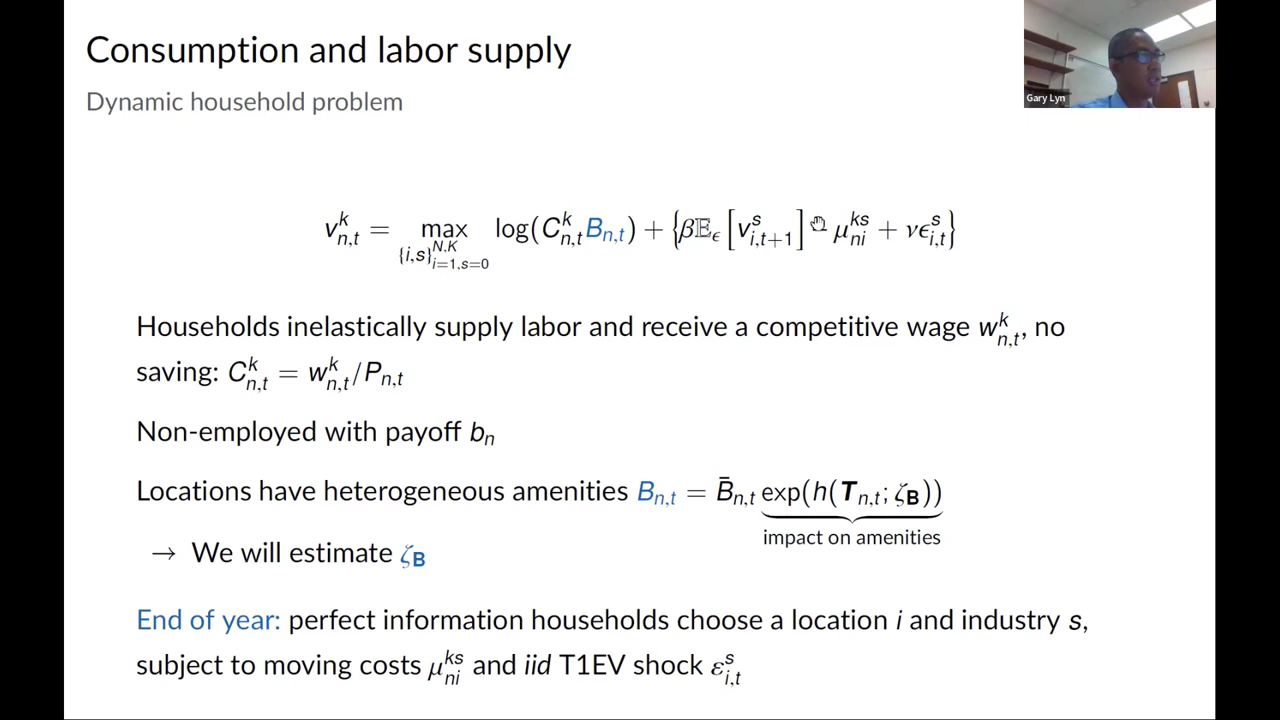 Consumption and labor supply
Gary Lyn
Dynamic household problem
v^k_{n,t} = max_{{i,s}^{N,K}_{i=1,s=0}} log(C^k_{n,t} B_{n,t}) + {β𝔼_ϵ [v^s_{i,t+1}] μ^{ks}_{ni} + νϵ^s_{i,t}}
Households inelastically supply labor and receive a competitive wage w^k_{n,t}, no
saving: C^k_{n,t} = w^k_{n,t}/P_{n,t}
Non-employed with payoff b_n
Locations have heterogeneous amenities B_{n,t} = B̄_{n,t} exp(h(T_{n,t}; ζ_B))
impact on amenities
→ We will estimate ζ_B
End of year: perfect information households choose a location i and industry s,
subject to moving costs μ^{ks}_{ni} and iid T1EV shock ε^s_{i,t}